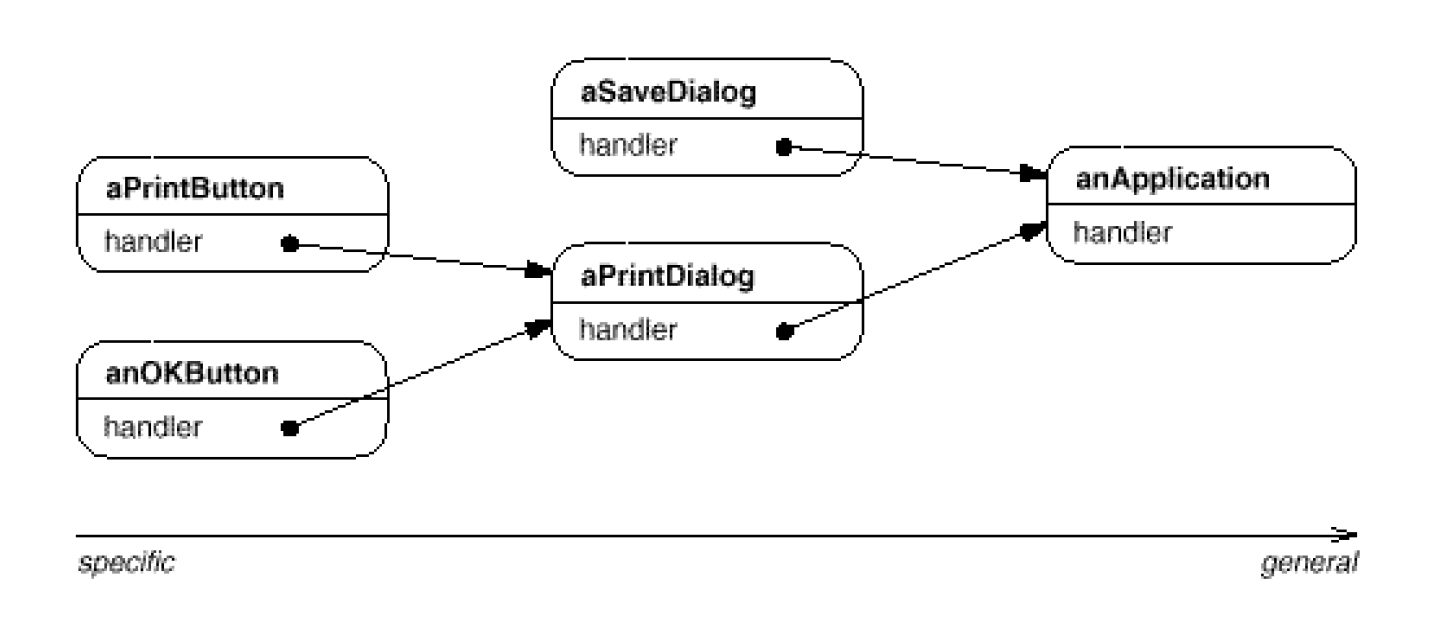 aSaveDialog
handler
aPrintButton
handler
anApplication
handler
aPrintDialog
handler
anOKButton
handler
specific
general